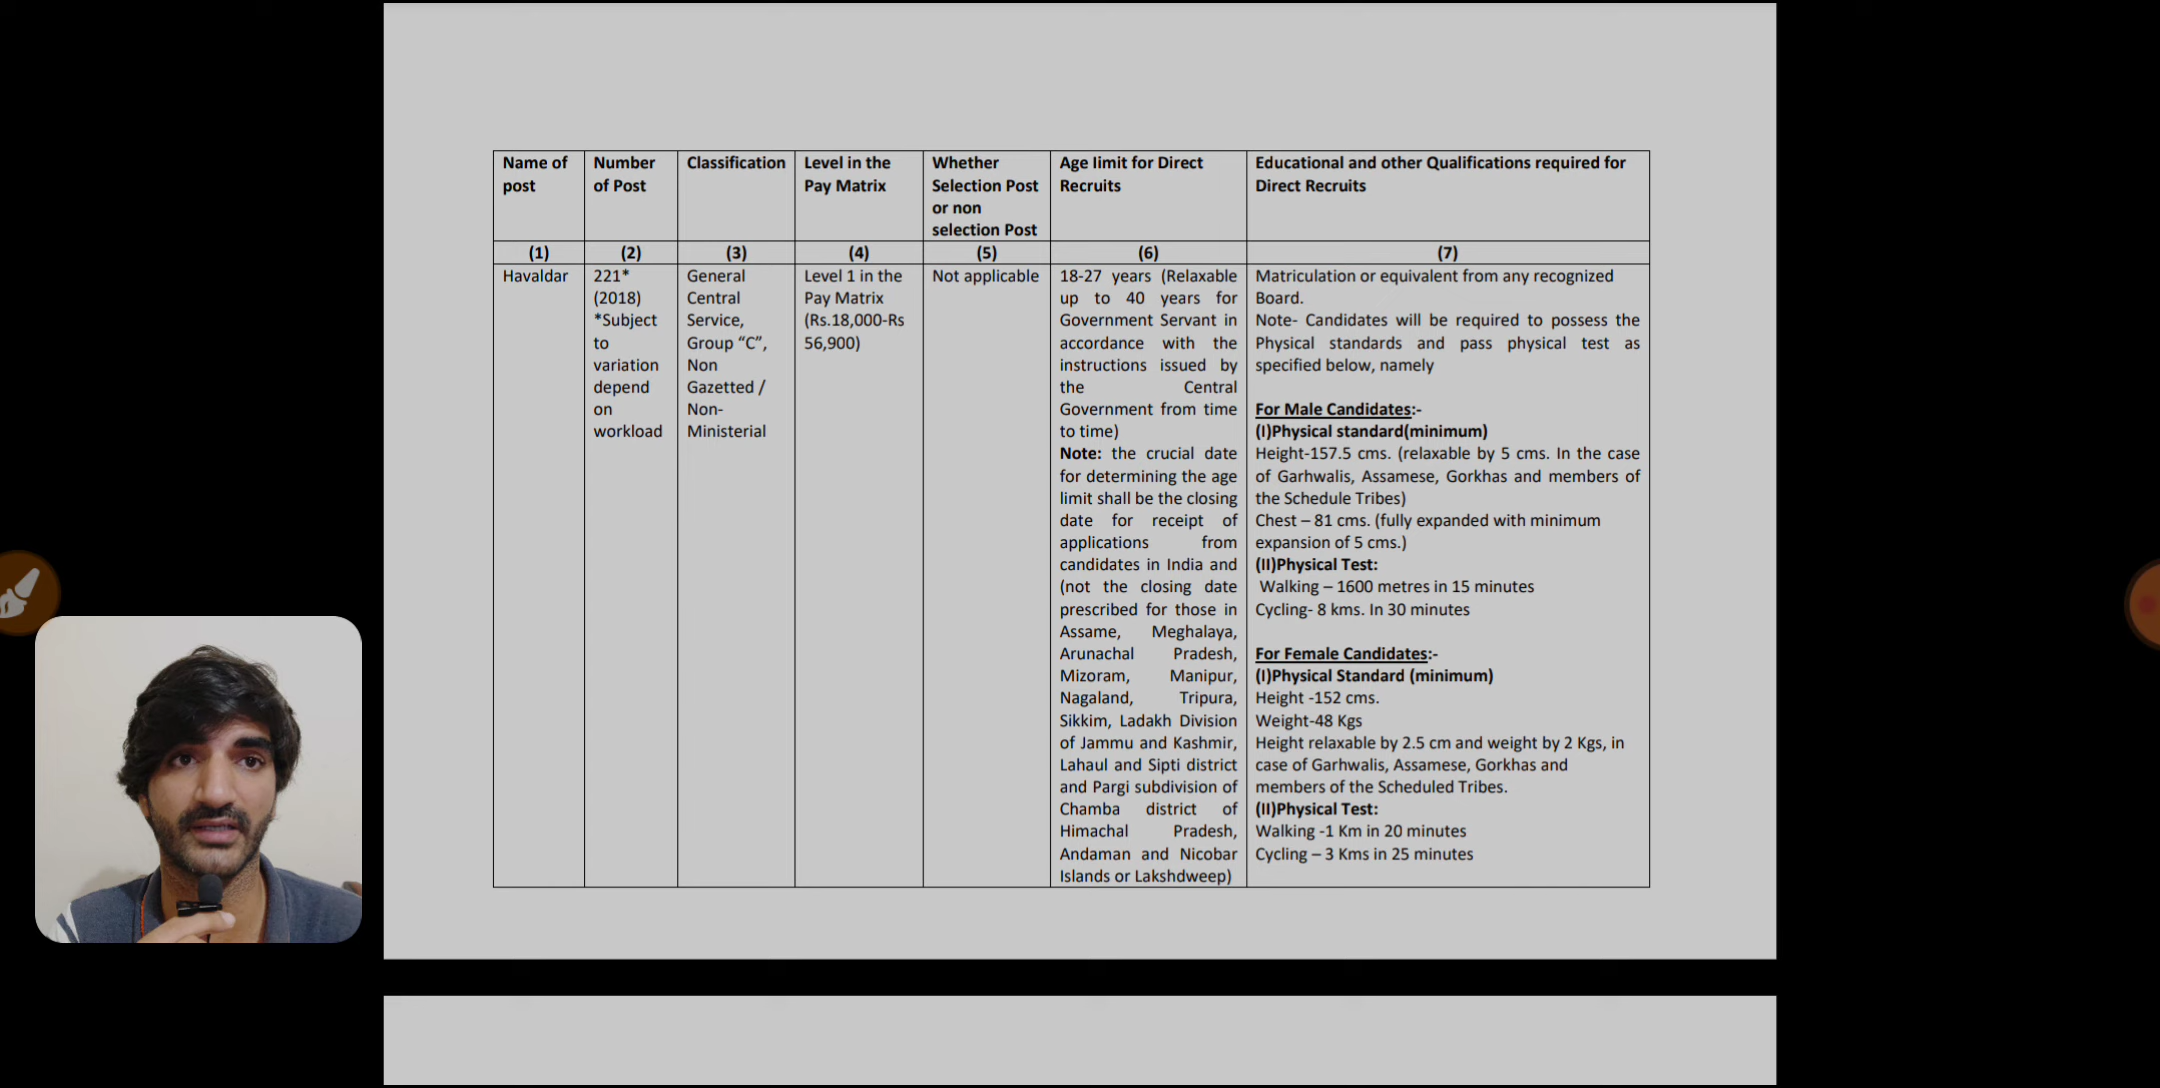 Name of post
Number of Post
Classification
Level in the Pay Matrix
Whether Selection Post or non selection Post
Age limit for Direct Recruits
Educational and other Qualifications required for Direct Recruits
(1)
(2)
(3)
(4)
(5)
(6)
(7)
Havaldar
221*
(2018)
*Subject
to
variation
depend
on
workload
General
Central
Service,
Group “C”,
Non
Gazetted /
Non-
Ministerial
Level 1 in the
Pay Matrix
(Rs.18,000-Rs
56,900)
Not applicable
18-27 years (Relaxable
up to 40 years for
Government Servant in
accordance with the
instructions issued by
the Central
Government from time
to time)
Note: the crucial date
for determining the age
limit shall be the closing
date for receipt of
applications from
candidates in India and
(not the closing date
prescribed for those in
Assame, Meghalaya,
Arunachal Pradesh,
Mizoram, Manipur,
Nagaland, Tripura,
Sikkim, Ladakh Division
of Jammu and Kashmir,
Lahaul and Sipti district
and Pargi subdivision of
Chamba district of
Himachal Pradesh,
Andaman and Nicobar
Islands or Lakshdweep)
Matriculation or equivalent from any recognized
Board.
Note- Candidates will be required to possess the
Physical standards and pass physical test as
specified below, namely
For Male Candidates:-
(I)Physical standard(minimum)
Height-157.5 cms. (relaxable by 5 cms. In the case
of Garhwalis, Assamese, Gorkhas and members of
the Schedule Tribes)
Chest – 81 cms. (fully expanded with minimum
expansion of 5 cms.)
(II)Physical Test:
Walking – 1600 metres in 15 minutes
Cycling- 8 kms. In 30 minutes
For Female Candidates:-
(I)Physical Standard (minimum)
Height -152 cms.
Weight-48 Kgs
Height relaxable by 2.5 cm and weight by 2 Kgs, in
case of Garhwalis, Assamese, Gorkhas and
members of the Scheduled Tribes.
(II)Physical Test:
Walking -1 Km in 20 minutes
Cycling – 3 Kms in 25 minutes